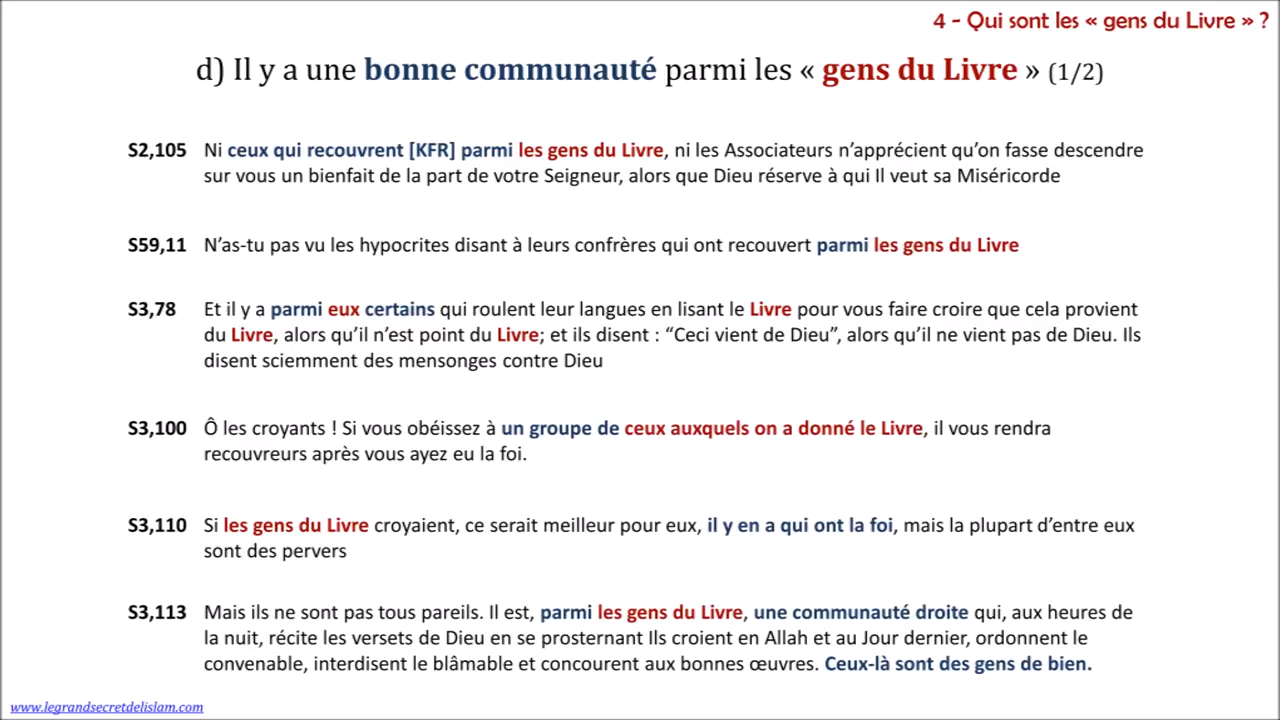 4 - Qui sont les « gens du Livre » ?
d) Il y a une bonne communauté parmi les « gens du Livre » (1/2)
S2,105 Ni ceux qui recouvrent [KFR] parmi les gens du Livre, ni les Associateurs n’apprécient qu’on fasse descendre
sur vous un bienfait de la part de votre Seigneur, alors que Dieu réserve à qui Il veut sa Miséricorde
S59,11 N’as-tu pas vu les hypocrites disant à leurs confrères qui ont recouvert parmi les gens du Livre
S3,78 Et il y a parmi eux certains qui roulent leur langues en lisant le Livre pour vous faire croire que cela provient
du Livre, alors qu’il n’est point du Livre; et ils disent : “Ceci vient de Dieu”, alors qu’il ne vient pas de Dieu. Ils
disent sciemment des mensonges contre Dieu
S3,100 Ô les croyants ! Si vous obéissez à un groupe de ceux auxquels on a donné le Livre, il vous rendra
recouvreurs après vous ayez eu la foi.
S3,110 Si les gens du Livre croyaient, ce serait meilleur pour eux, il y en a qui ont la foi, mais la plupart d’entre eux
sont des pervers
S3,113 Mais ils ne sont pas tous pareils. Il est, parmi les gens du Livre, une communauté droite qui, aux heures de
la nuit, récite les versets de Dieu en se prosternant Ils croient en Allah et au Jour dernier, ordonnent le
convenable, interdisent le blâmable et concourent aux bonnes œuvres. Ceux-là sont des gens de bien.
www.legrandsecretdelislam.com